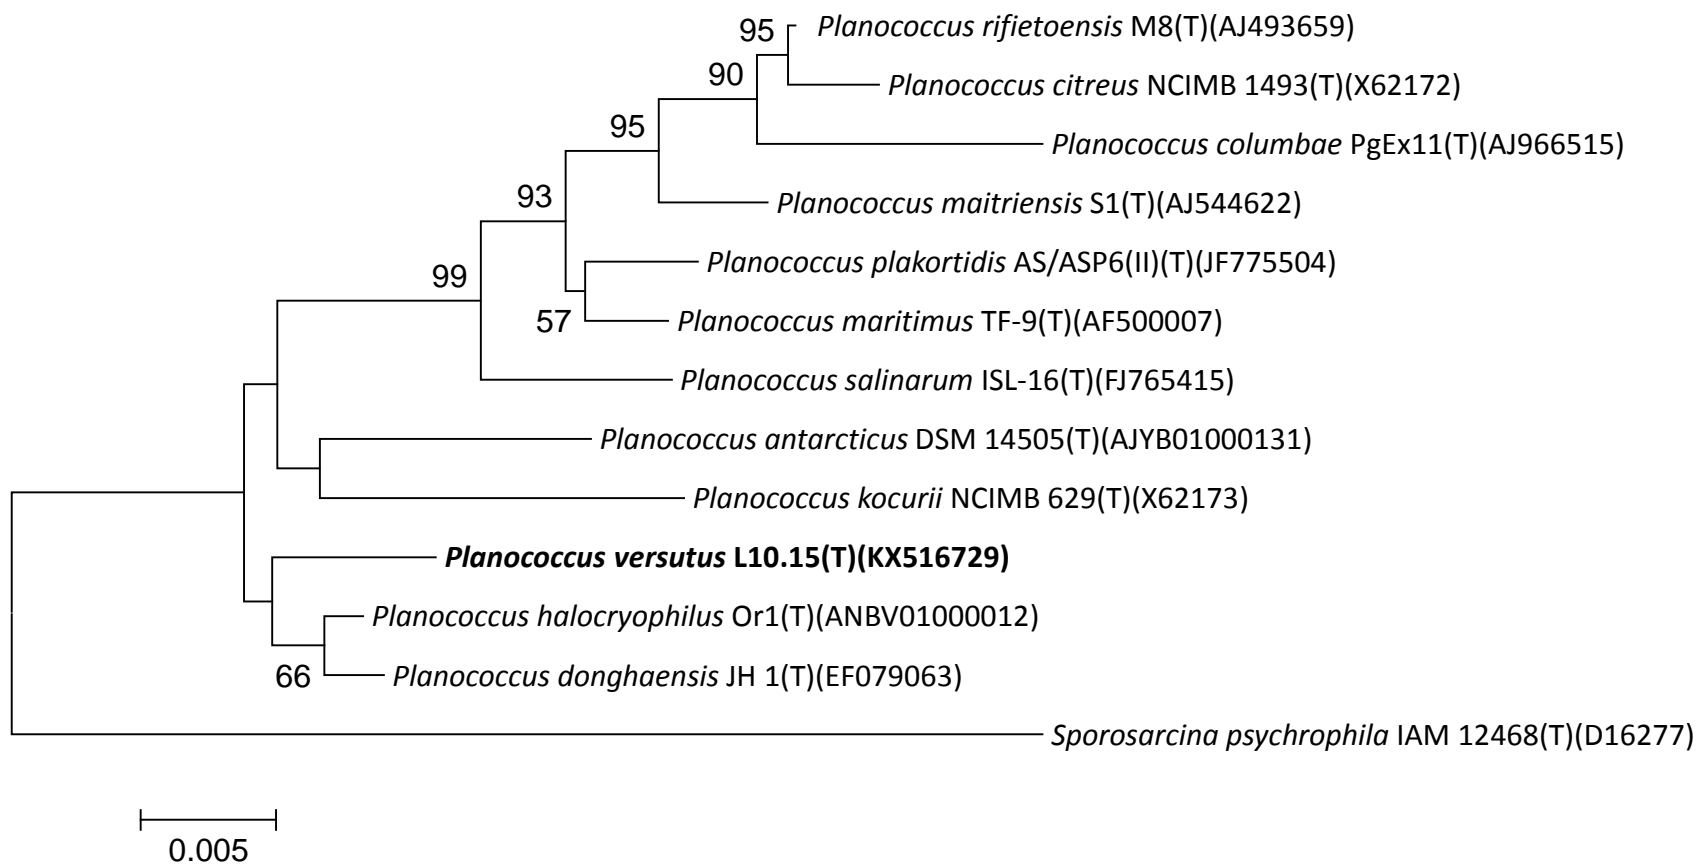 95
Planococcus rifietoensis M8(T)(AJ493659)
90
Planococcus citreus NCIMB 1493(T)(X62172)
95
Planococcus columbae PgEx11(T)(AJ966515)
93
Planococcus maitriensis S1(T)(AJ544622)
Planococcus plakortidis AS/ASP6(II)(T)(JF775504)
99
57
Planococcus maritimus TF-9(T)(AF500007)
Planococcus salinarum ISL-16(T)(FJ765415)
Planococcus antarcticus DSM 14505(T)(AJYB01000131)
Planococcus kocurii NCIMB 629(T)(X62173)
Planococcus versutus L10.15(T)(KX516729)
Planococcus halocryophilus Or1(T)(ANBV01000012)
66
Planococcus donghaensis JH 1(T)(EF079063)
Sporosarcina psychrophila IAM 12468(T)(D16277)
0.005